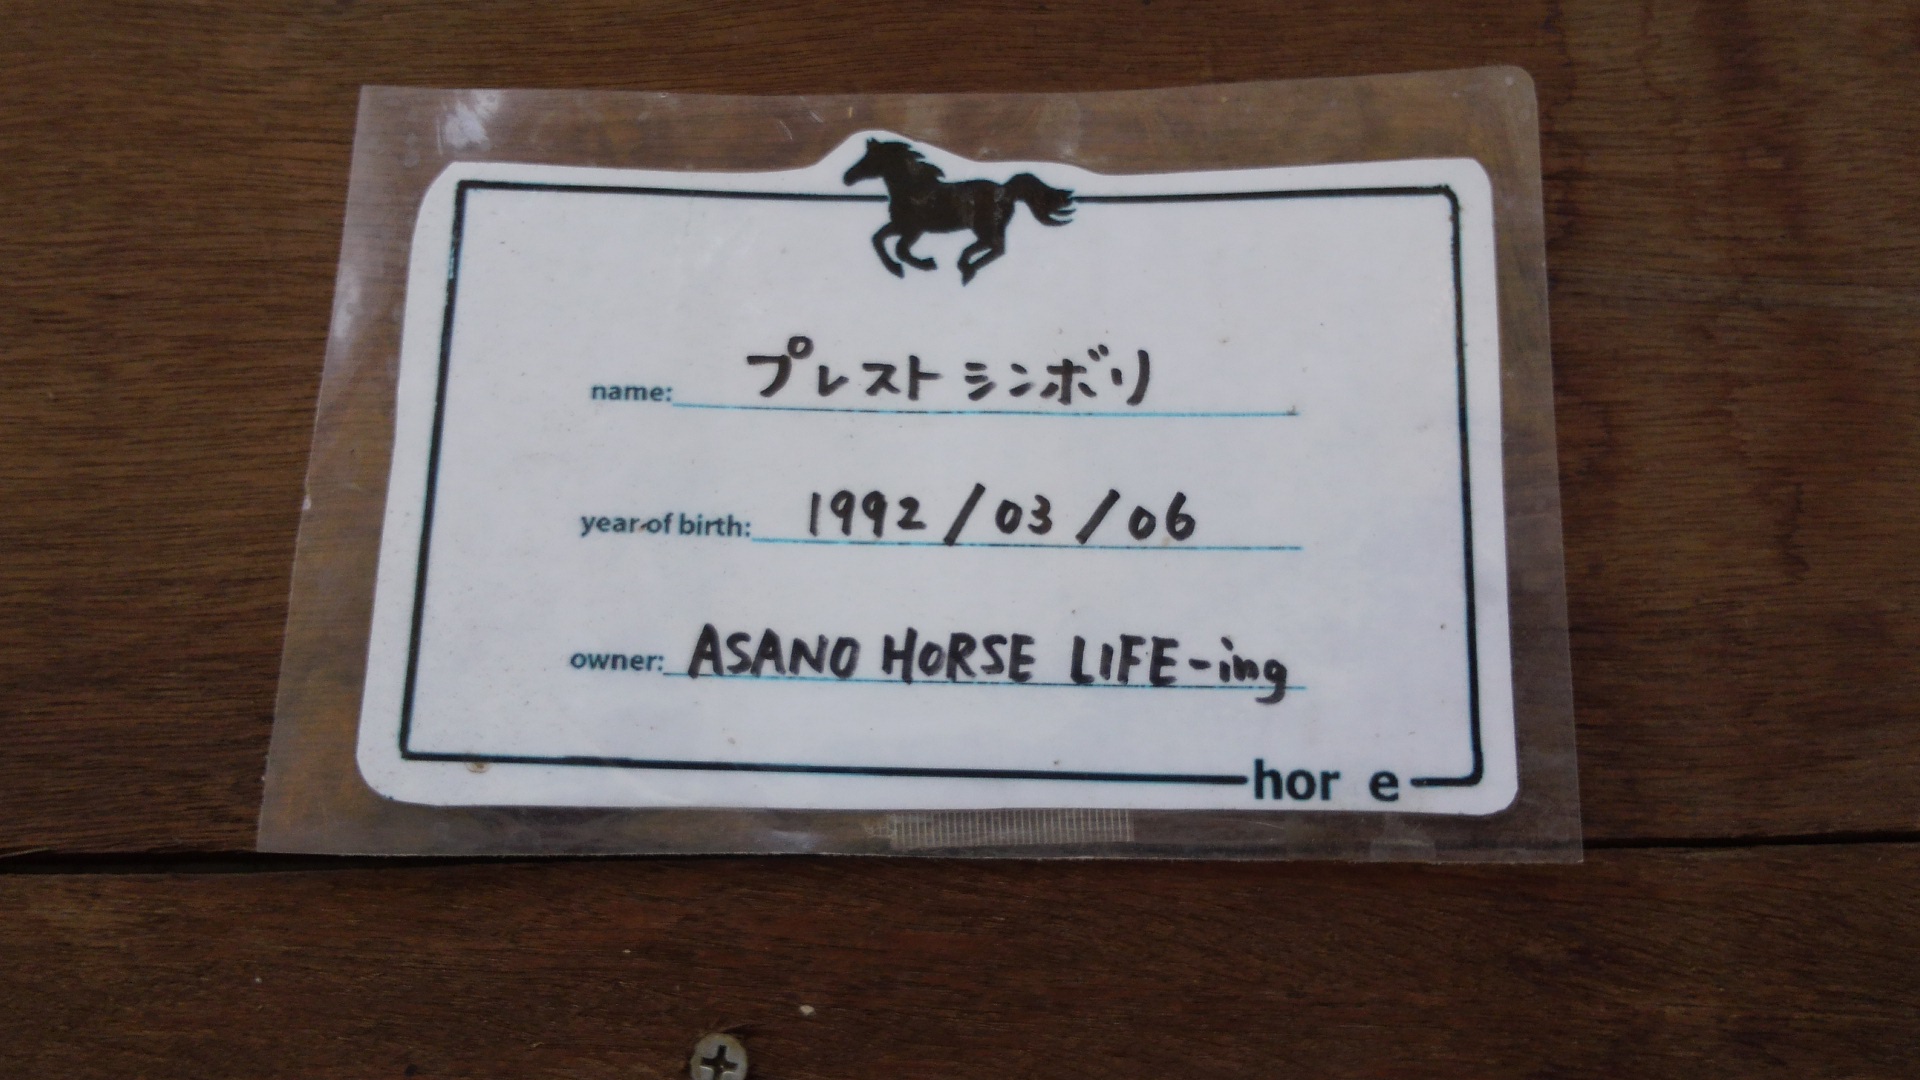 name: プレストシンボリ
year of birth: 1992/03/06
owner: ASANO HORSE LIFE-ing
hor e